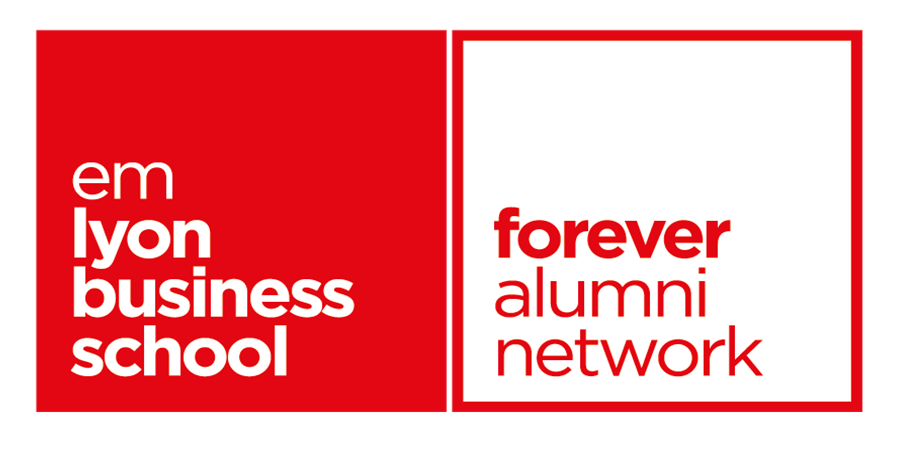 em
lyon
business
school
forever
alumni
network